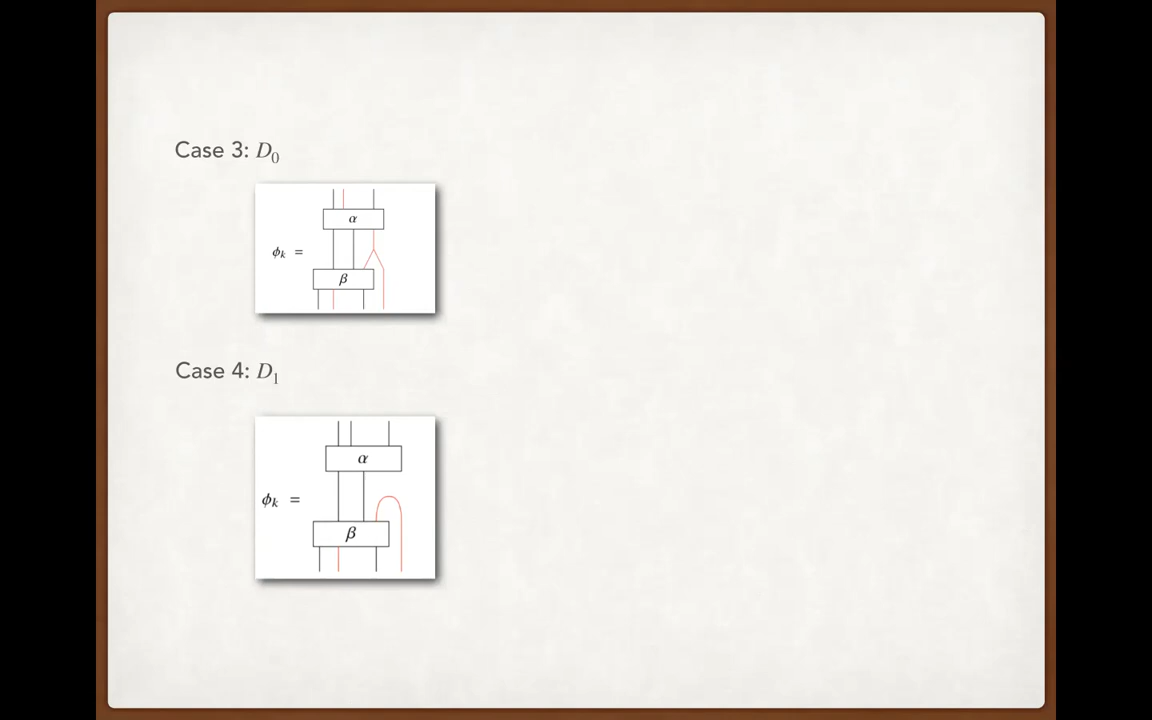 Case 3: D₀
α
ϕₖ =
β
Case 4: D₁
α
ϕₖ =
β